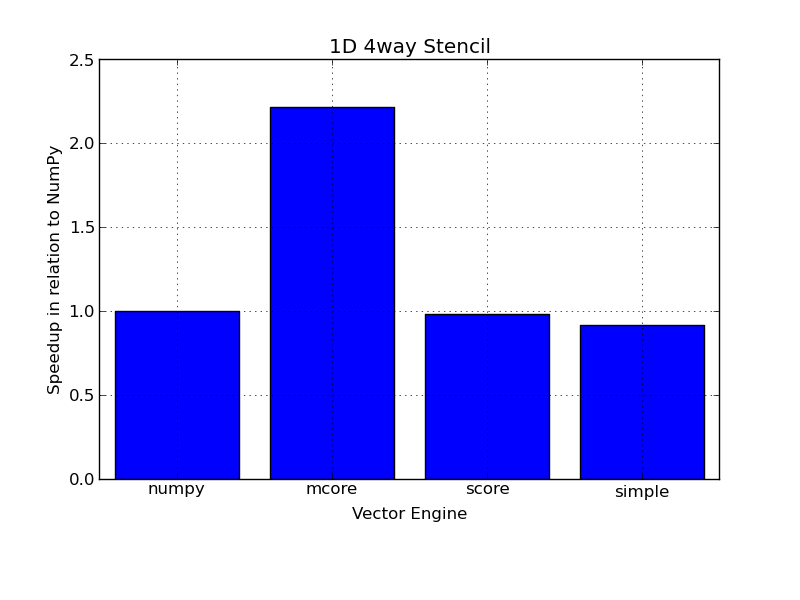 1D 4way Stencil
2.5
2.0
1.5
1.0
0.5
0.0
Speedup in relation to NumPy
numpy mcore score simple
Vector Engine